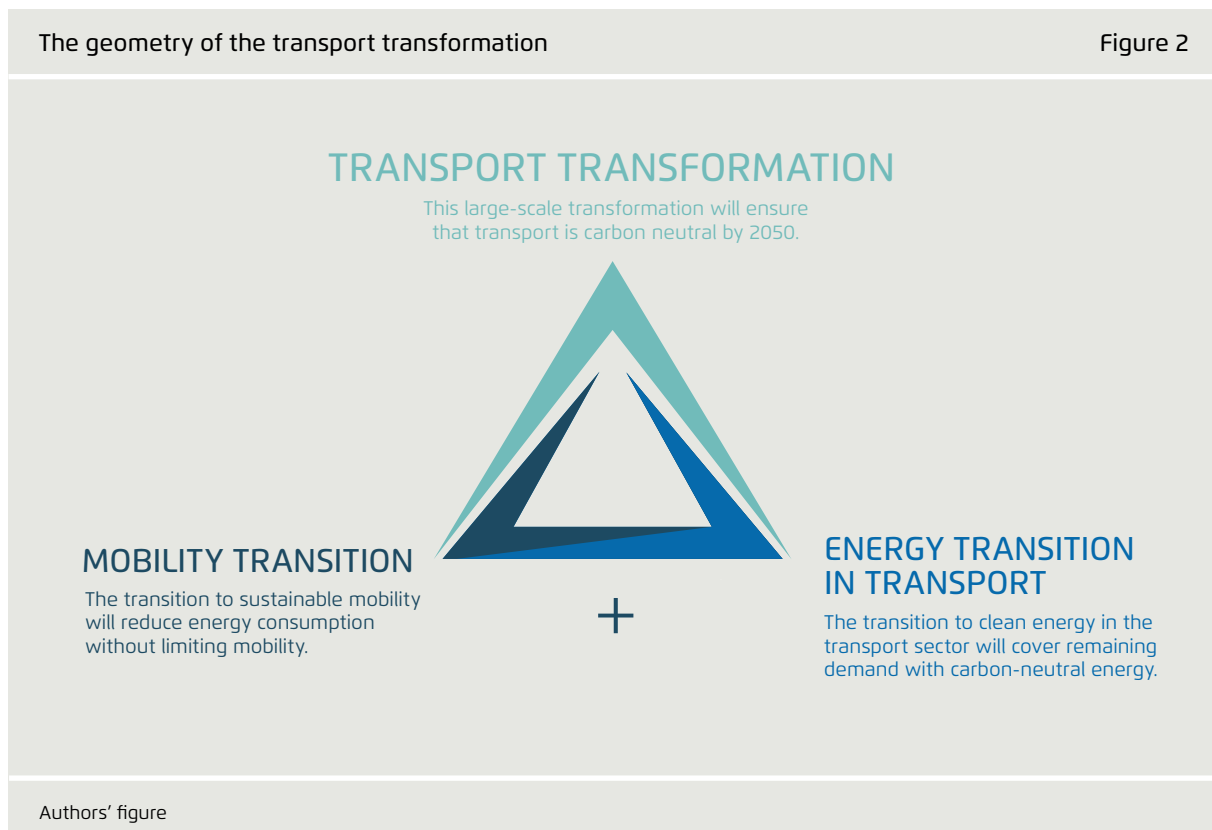 The geometry of the transport transformation
Figure 2
TRANSPORT TRANSFORMATION
This large-scale transformation will ensure
that transport is carbon neutral by 2050.
MOBILITY TRANSITION
The transition to sustainable mobility
will reduce energy consumption
without limiting mobility.
+
ENERGY TRANSITION
IN TRANSPORT
The transition to clean energy in the
transport sector will cover remaining
demand with carbon-neutral energy.
Authors’ figure